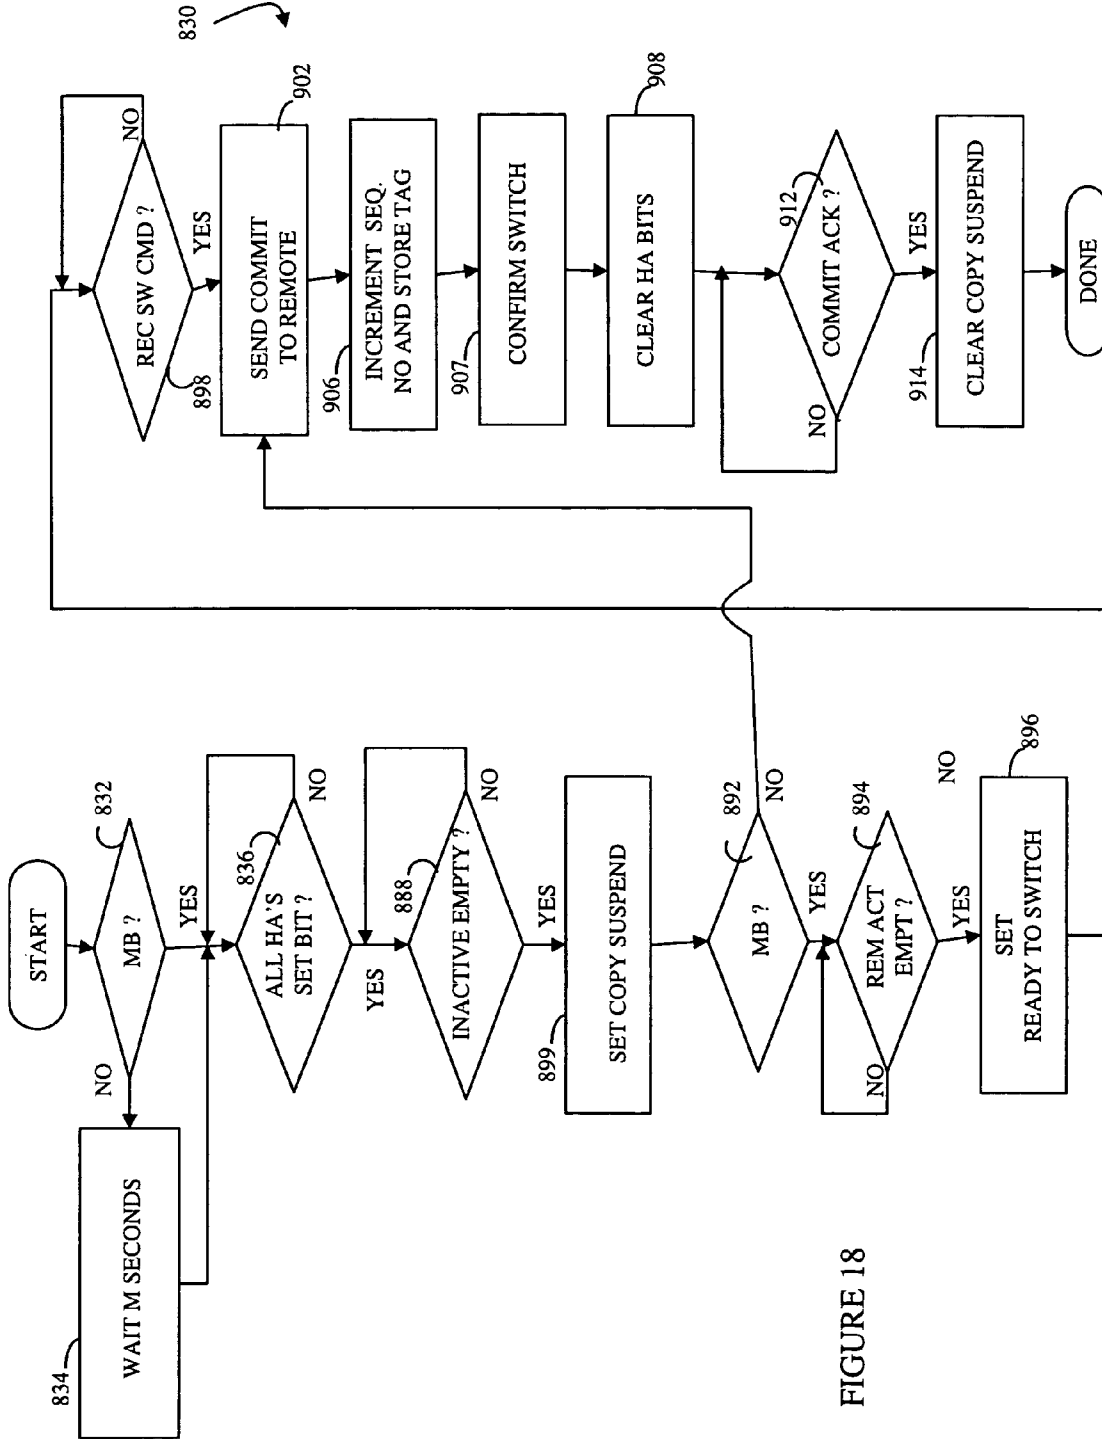 830
START
MB ?
832
NO
YES
834
WAIT M SECONDS
ALL HA'S
SET BIT ?
836
NO
YES
INACTIVE EMPTY ?
888
NO
YES
899
SET COPY SUSPEND
MB ?
892
NO
YES
REM ACT
EMPT ?
894
NO
YES
NO
SET
READY TO SWITCH
896
REC SW CMD ?
898
NO
YES
SEND COMMIT
TO REMOTE
902
906
INCREMENT SEQ.
NO AND STORE TAG
907
CONFIRM SWITCH
CLEAR HA BITS
908
COMMIT ACK ?
912
NO
YES
914
CLEAR COPY SUSPEND
DONE
FIGURE 18